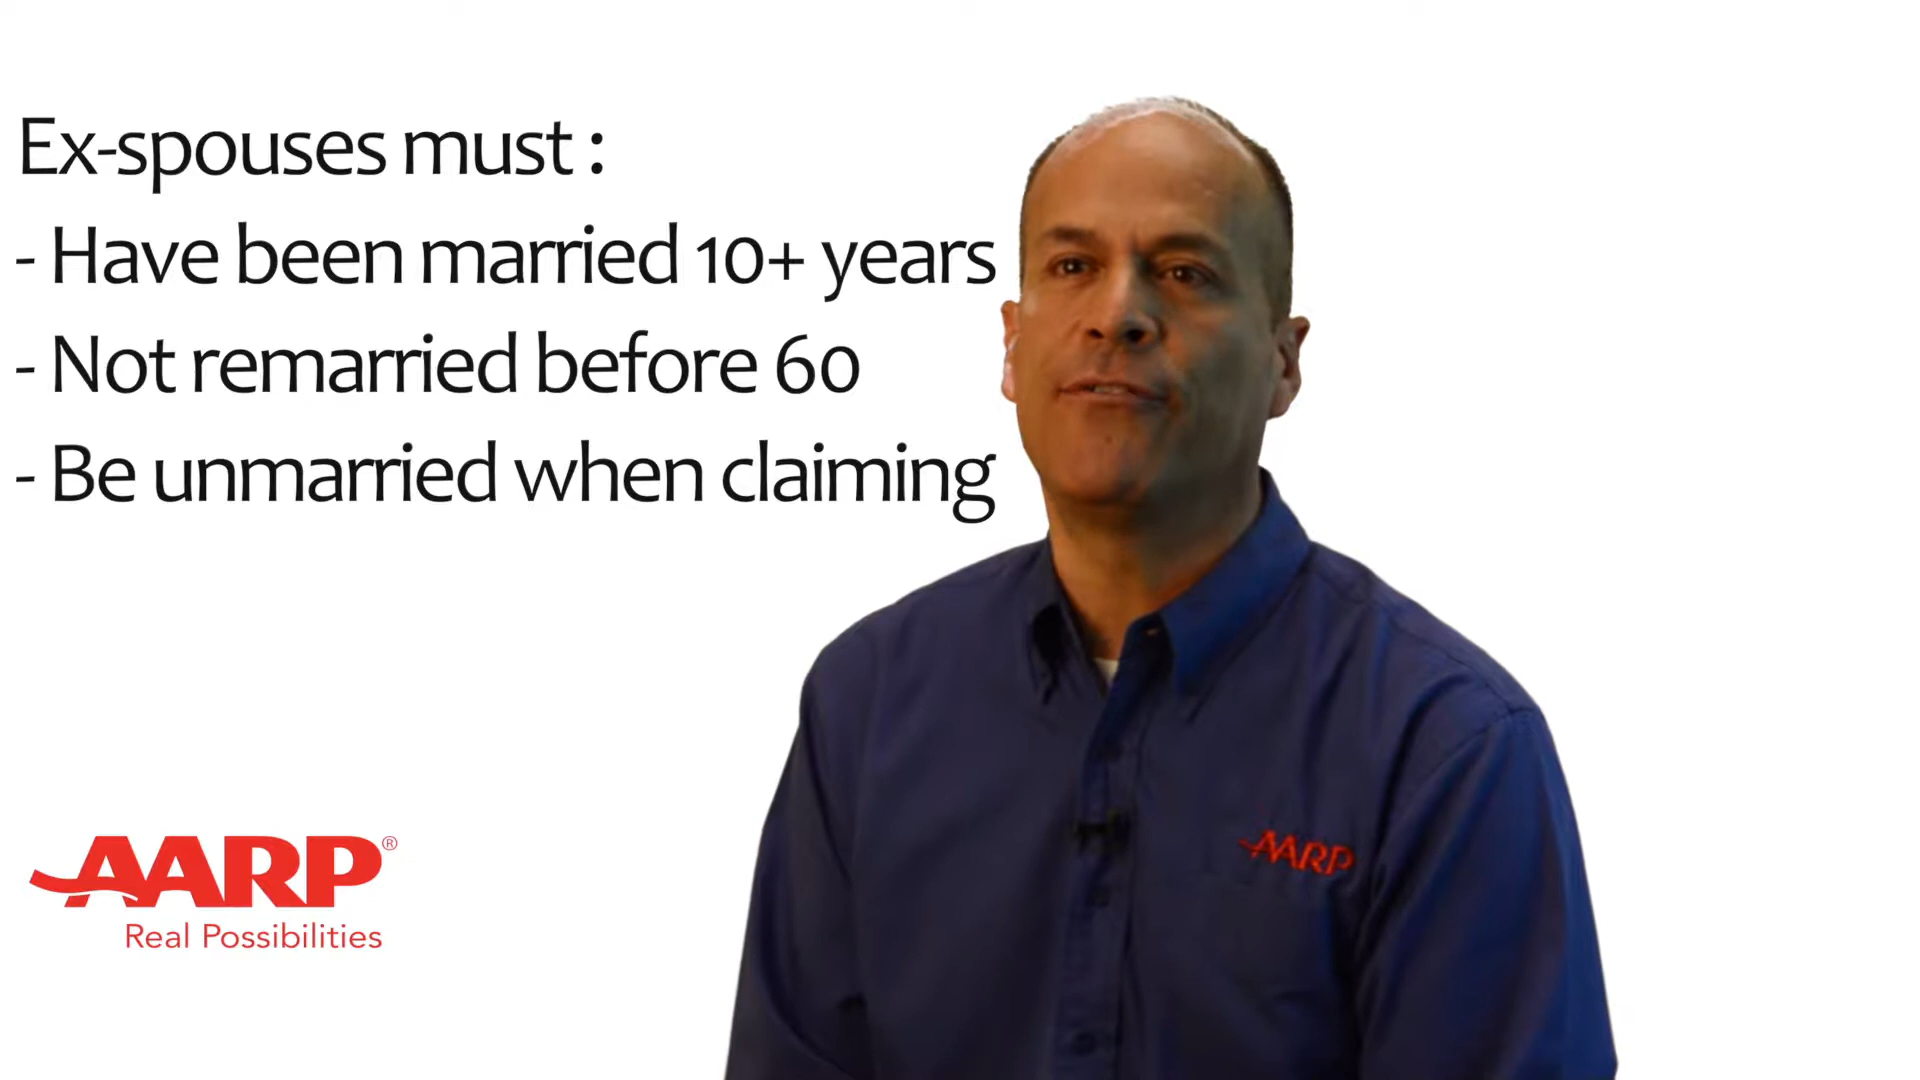 Ex-spouses must :
- Have been married 10+ years
- Not remarried before 60
- Be unmarried when claiming
AARP®
Real Possibilities
AARP